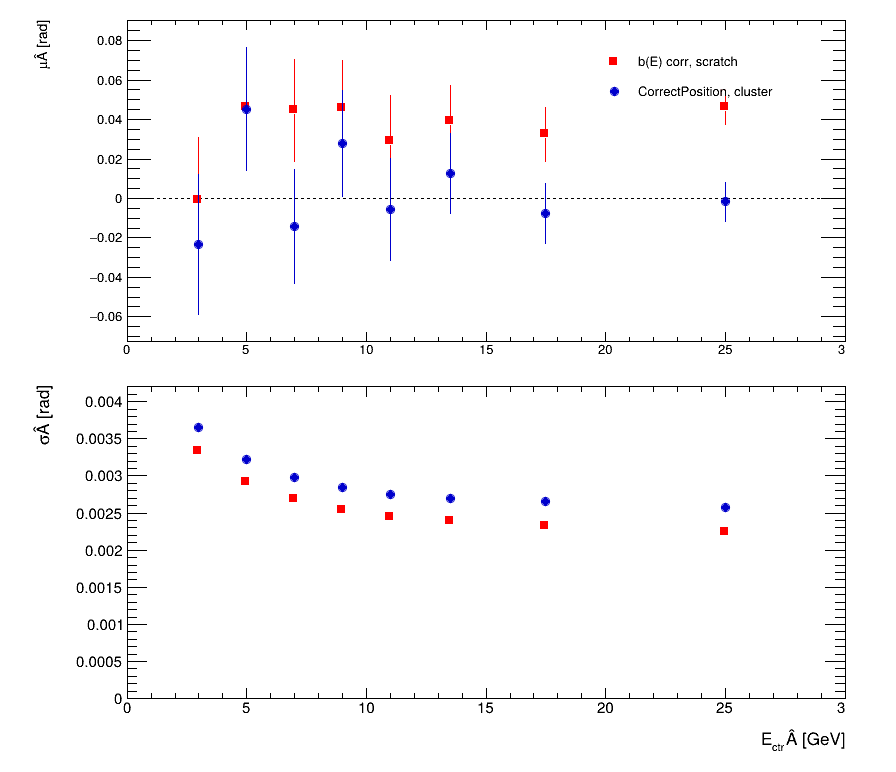 μÂ [rad]
0.08
0.06
0.04
0.02
0
−0.02
−0.04
−0.06
b(E) corr, scratch
CorrectPosition, cluster
0 5 10 15 20 25 3
σÂ [rad]
0.004
0.0035
0.003
0.0025
0.002
0.0015
0.001
0.0005
0
0 5 10 15 20 25 3
E_ctr Â [GeV]